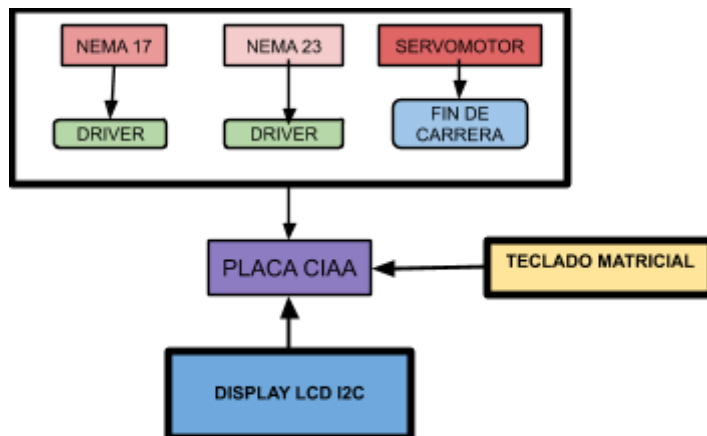 NEMA 17
NEMA 23
SERVOMOTOR
DRIVER
DRIVER
FIN DE
CARRERA
PLACA CIAA
TECLADO MATRICIAL
DISPLAY LCD I2C